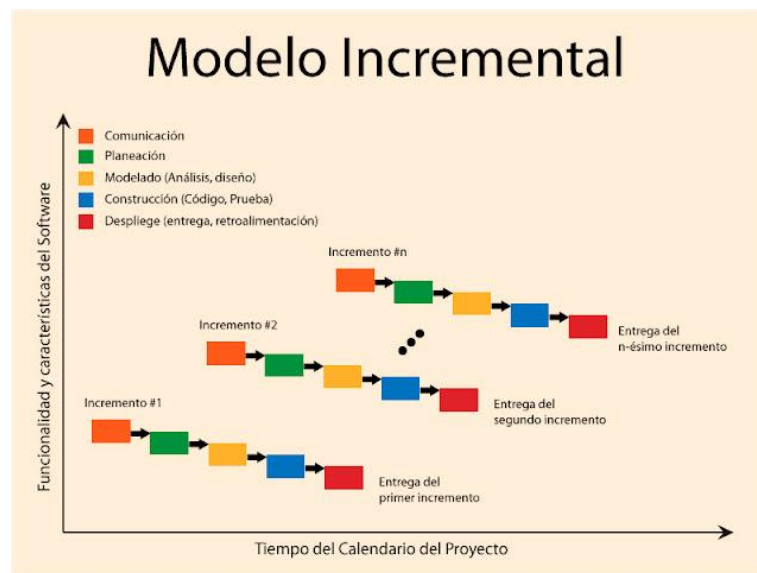 Modelo Incremental
Comunicación
Planeación
Modelado (Análisis, diseño)
Construcción (Código, Prueba)
Despliege (entrega, retroalimentación)
Funcionalidad y características del Software
Incremento #n
Entrega del
n-ésimo incremento
Incremento #2
Entrega del
segundo incremento
Incremento #1
Entrega del
primer incremento
Tiempo del Calendario del Proyecto